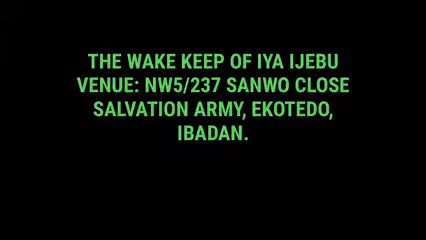 THE WAKE KEEP OF IYA IJEBU
VENUE: NW5/237 SANWO CLOSE
SALVATION ARMY, EKOTEDO,
IBADAN.